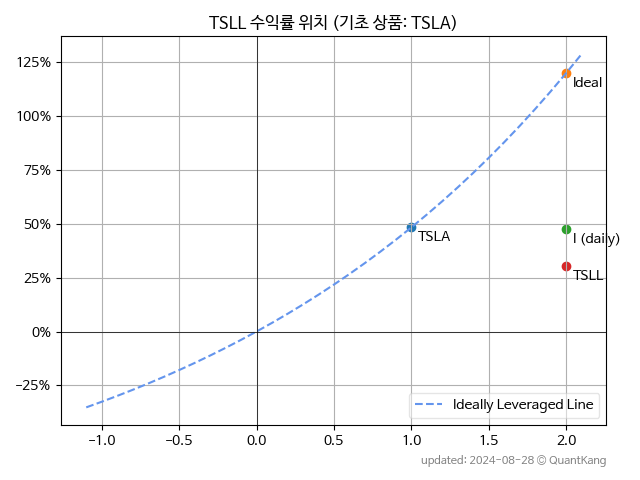 TSLL 수익률 위치 (기초 상품: TSLA)
125%
100%
75%
50%
25%
0%
−25%
Ideal
TSLA
I (daily)
TSLL
Ideally Leveraged Line
−1.0 −0.5 0.0 0.5 1.0 1.5 2.0
updated: 2024-08-28 © QuantKang